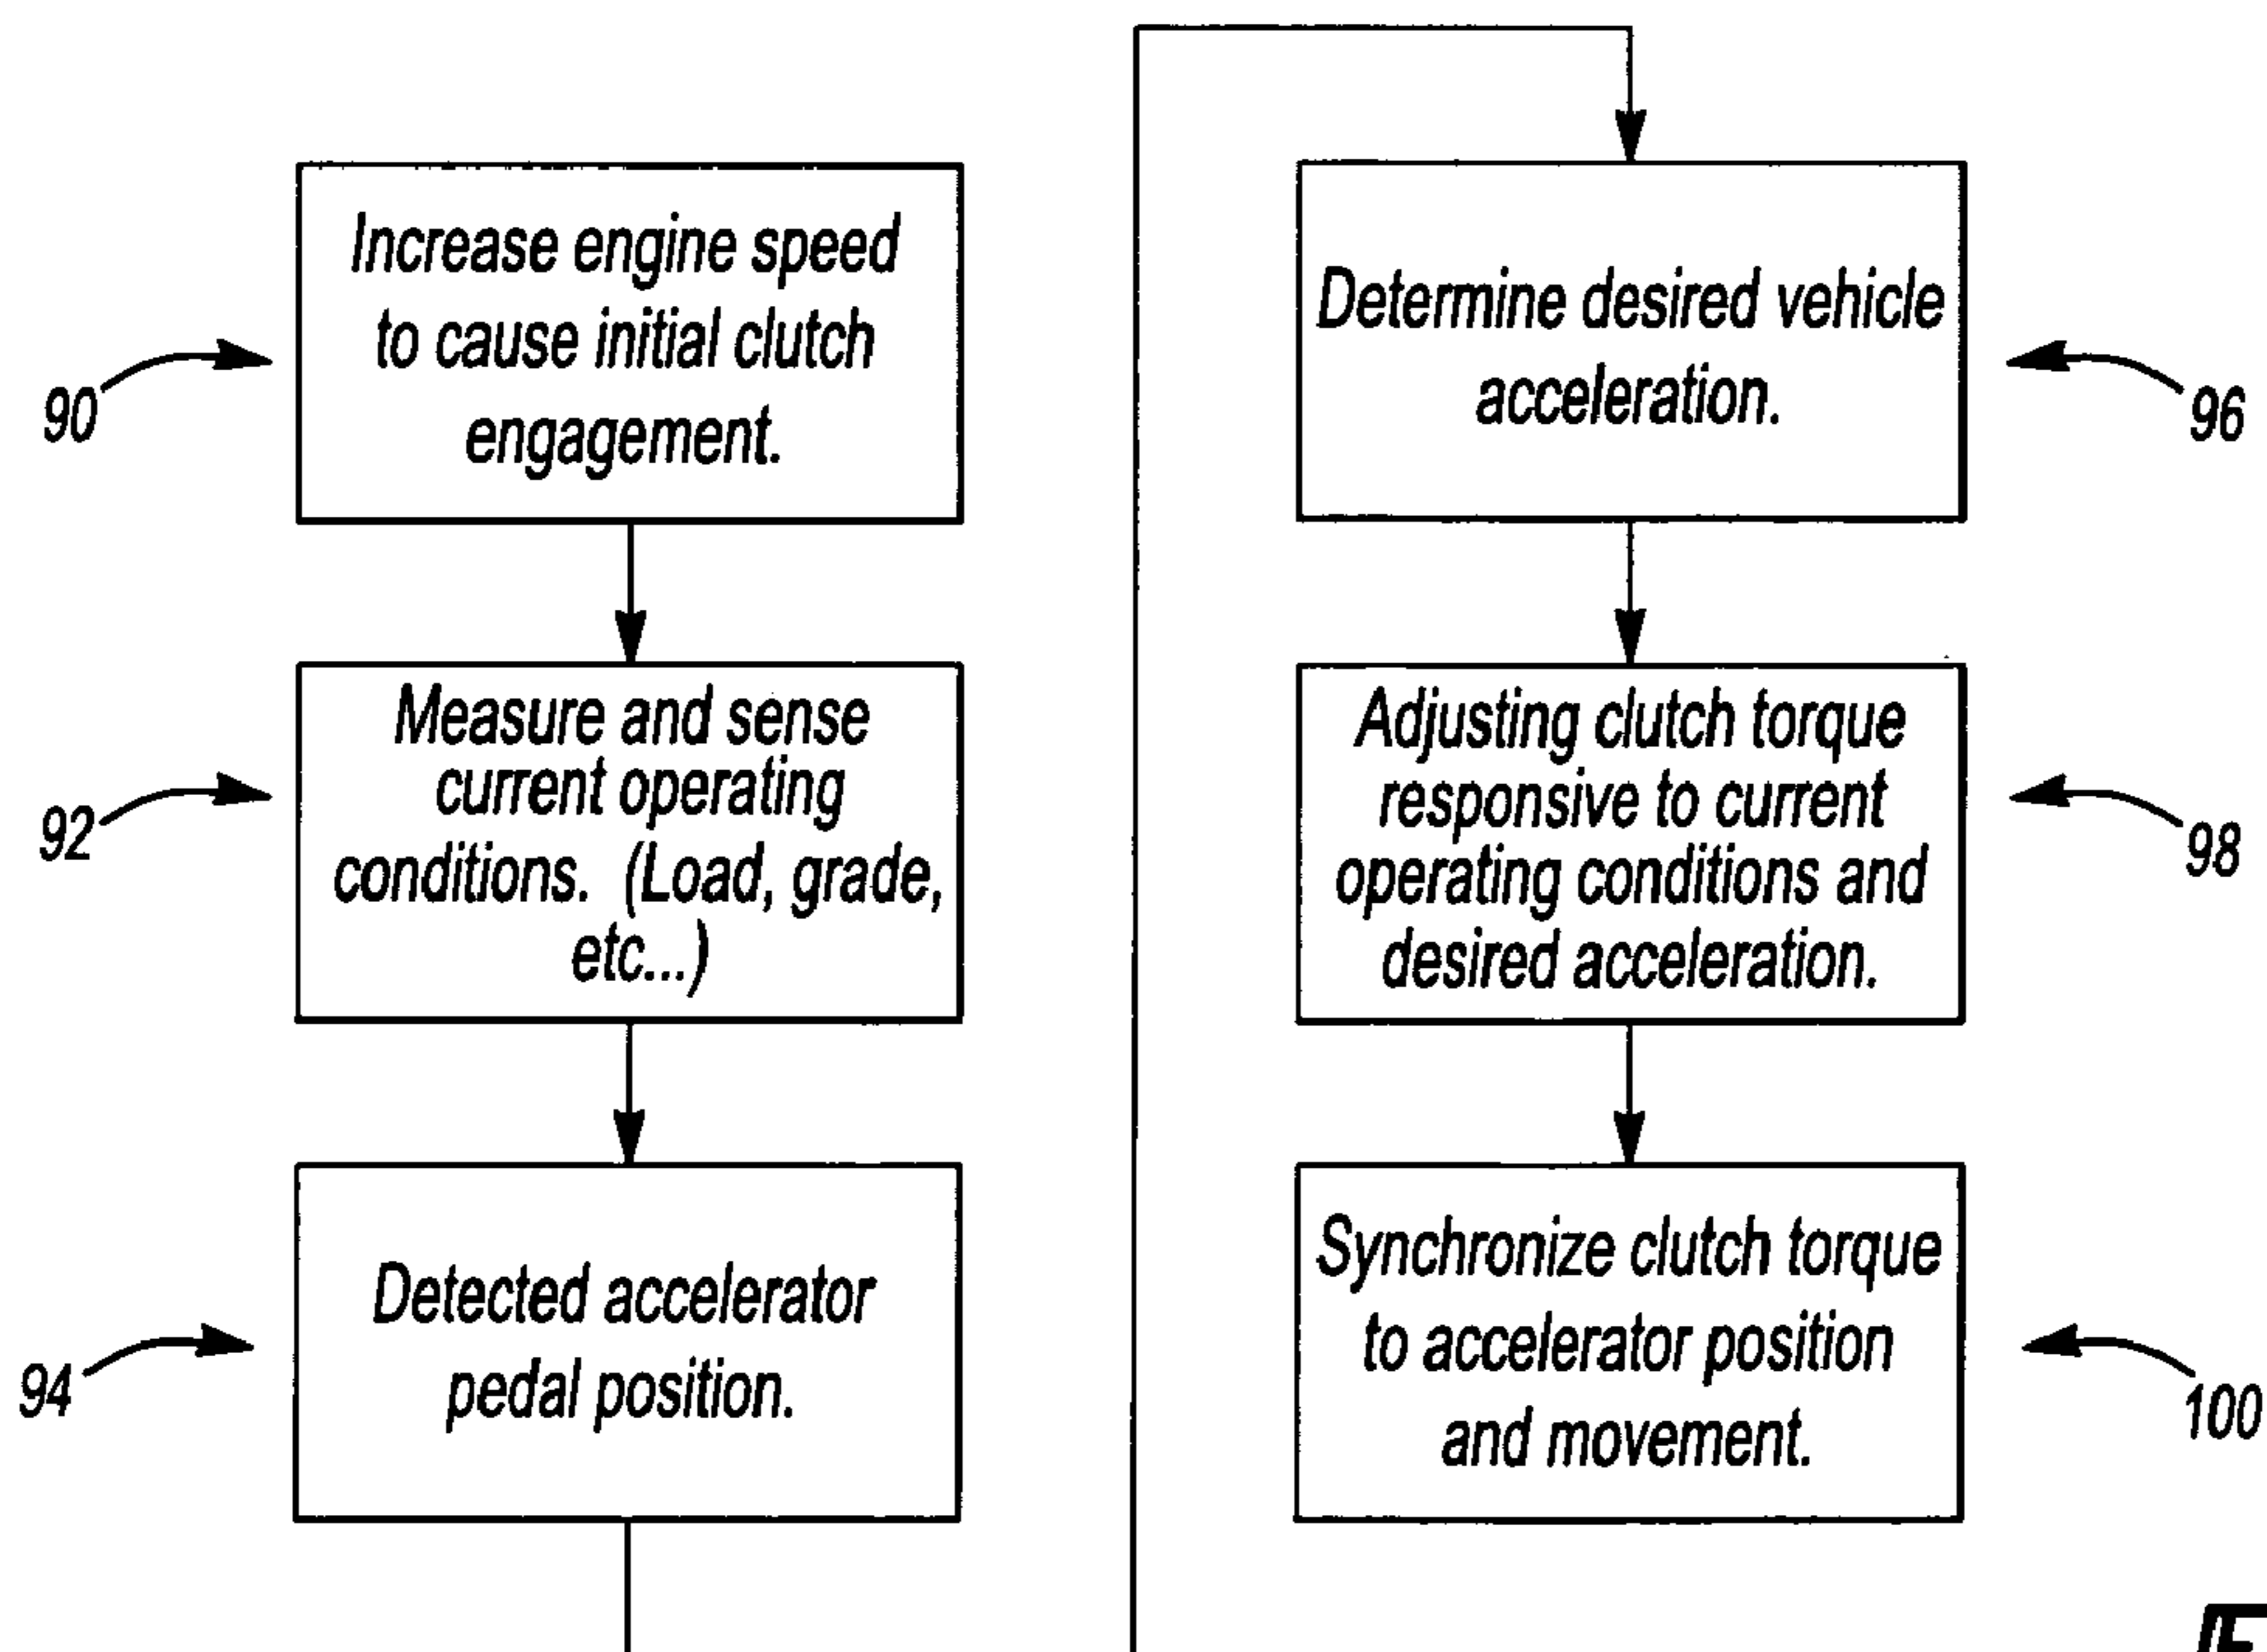 Increase engine speed
to cause initial clutch
engagement.
90
Measure and sense
current operating
conditions. (Load, grade,
etc...)
92
Detected accelerator
pedal position.
94
Determine desired vehicle
acceleration.
96
Adjusting clutch torque
responsive to current
operating conditions and
desired acceleration.
98
Synchronize clutch torque
to accelerator position
and movement.
100